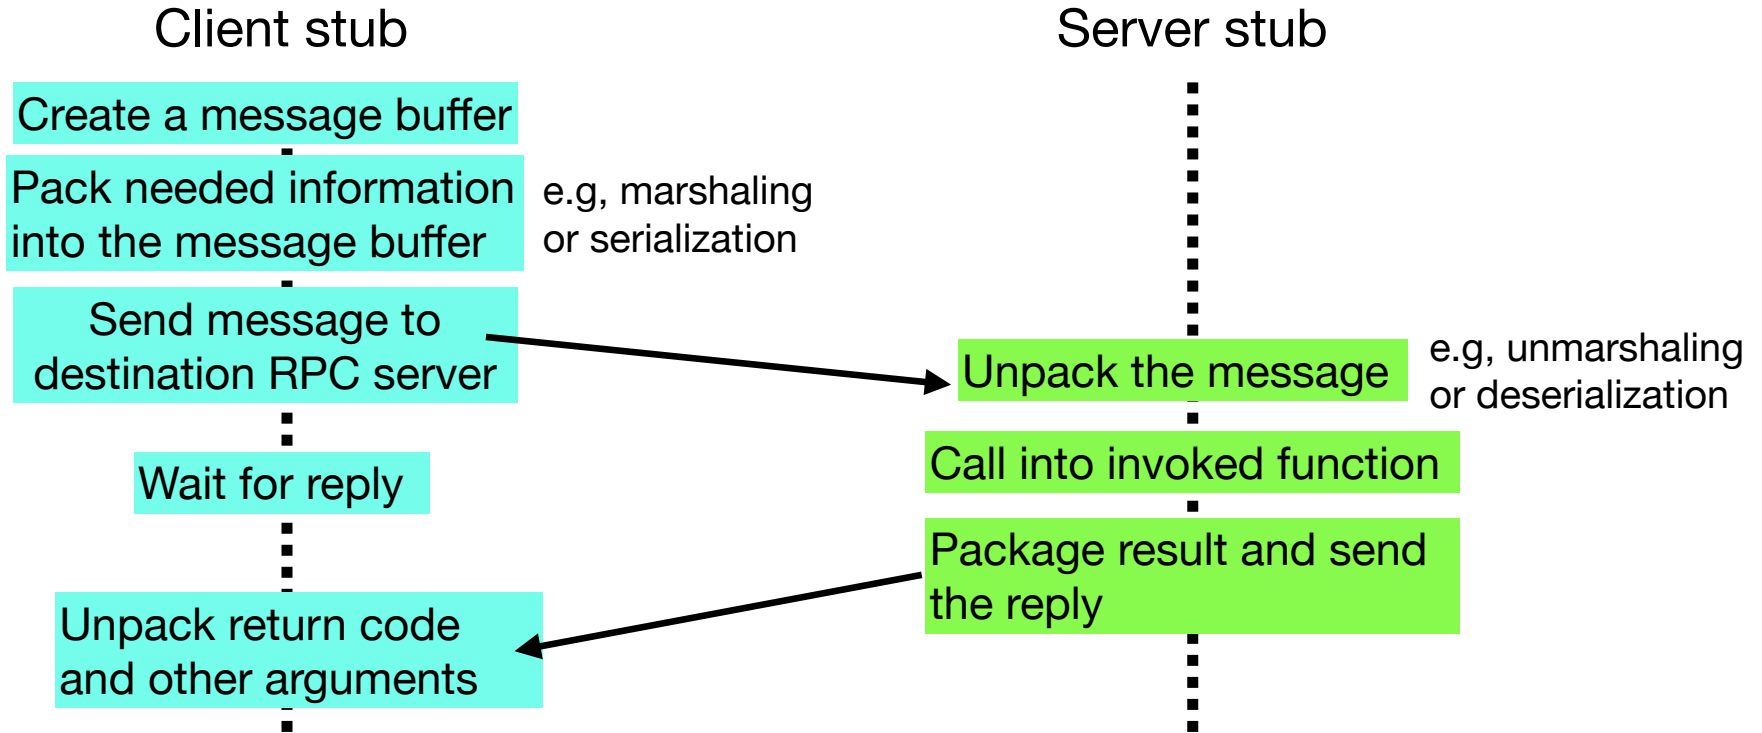 Client stub
Server stub
Create a message buffer
Pack needed information
into the message buffer
e.g, marshaling
or serialization
Send message to
destination RPC server
Unpack the message
e.g, unmarshaling
or deserialization
Wait for reply
Call into invoked function
Package result and send
the reply
Unpack return code
and other arguments